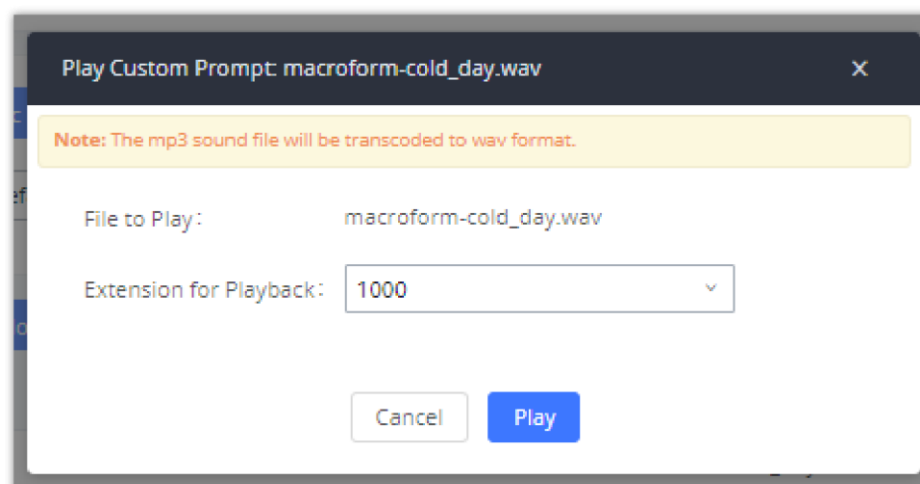 Play Custom Prompt: macroform-cold_day.wav
Note: The mp3 sound file will be transcoded to wav format.
File to Play: macroform-cold_day.wav
Extension for Playback: 1000
Cancel Play